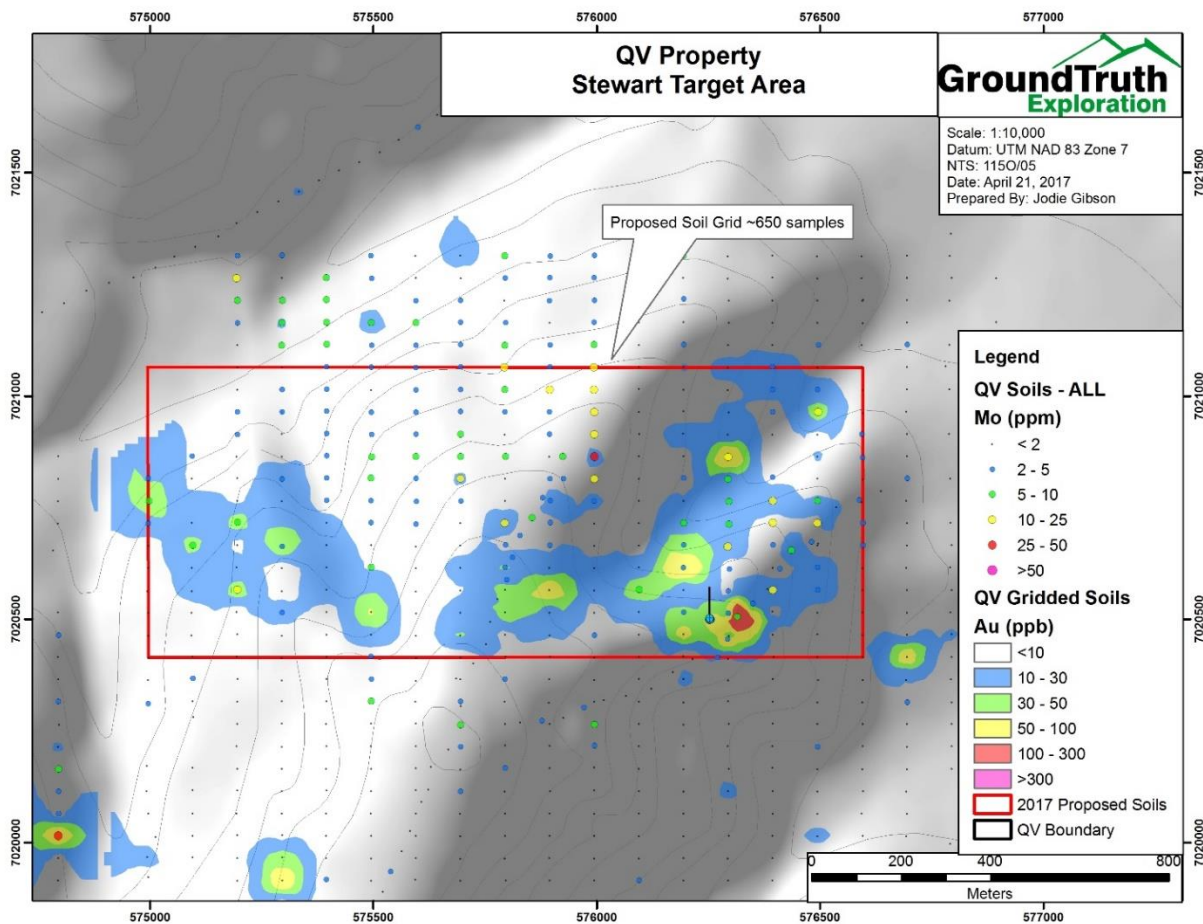 575000 575500 576000 576500 577000
QV Property
Stewart Target Area
GroundTruth
Exploration
Scale: 1:10,000
Datum: UTM NAD 83 Zone 7
NTS: 115O/05
Date: April 21, 2017
Prepared By: Jodie Gibson
7021500 7021500
Proposed Soil Grid ~650 samples
7021000 7021000
Legend
QV Soils - ALL
Mo (ppm)
< 2
2 - 5
5 - 10
10 - 25
25 - 50
>50
QV Gridded Soils
Au (ppb)
<10
10 - 30
30 - 50
50 - 100
100 - 300
>300
2017 Proposed Soils
QV Boundary
7020500 7020500
7020000 7020000
0 200 400 800
Meters
575000 575500 576000 576500 577000